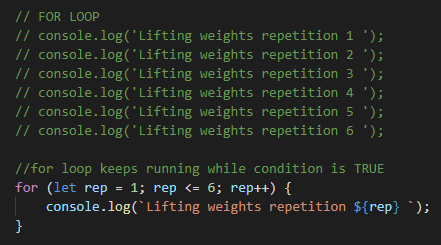 // FOR LOOP
// console.log('Lifting weights repetition 1 ');
// console.log('Lifting weights repetition 2 ');
// console.log('Lifting weights repetition 3 ');
// console.log('Lifting weights repetition 4 ');
// console.log('Lifting weights repetition 5 ');
// console.log('Lifting weights repetition 6 ');

//for loop keeps running while condition is TRUE
for (let rep = 1; rep <= 6; rep++) {
    console.log(`Lifting weights repetition ${rep} `);
}